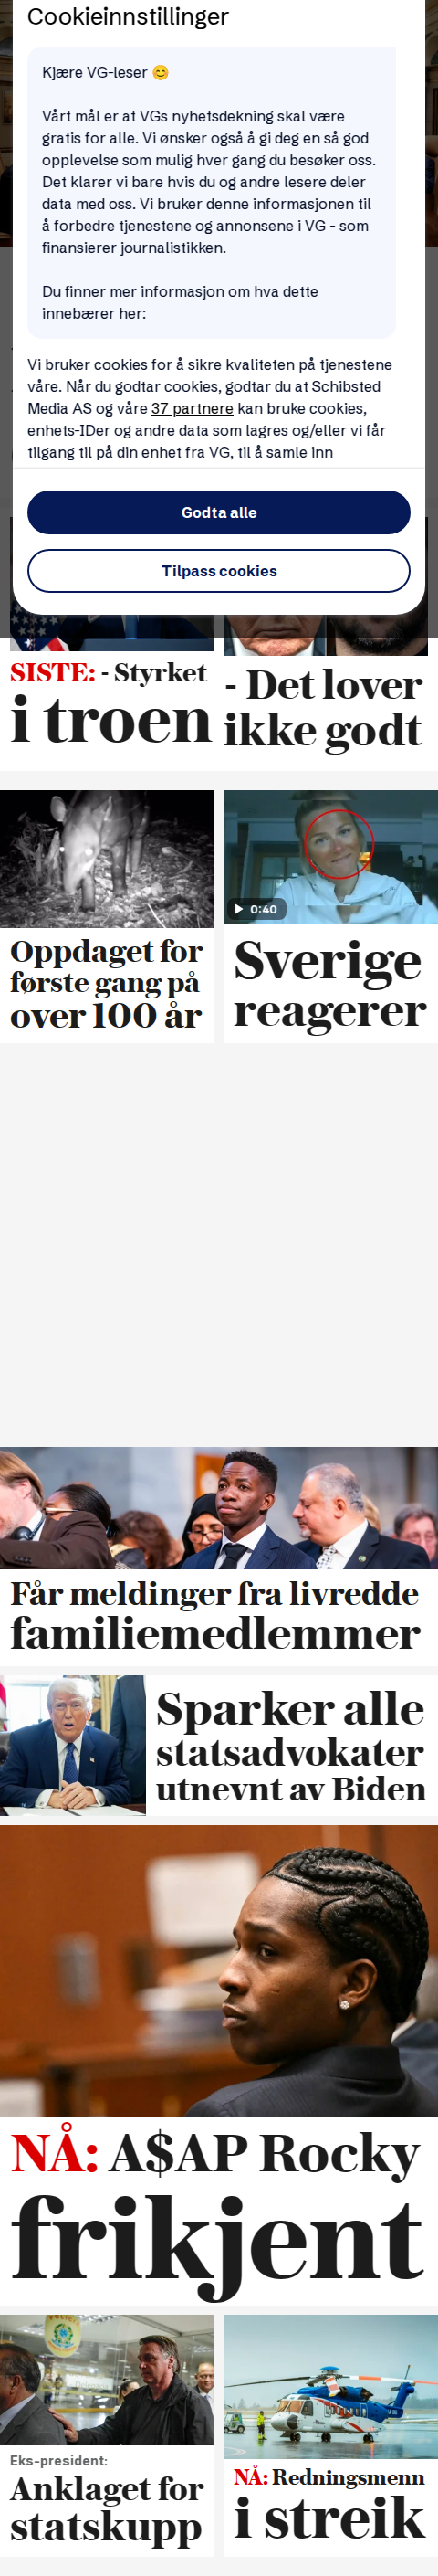 Cookieinnstillinger
Kjære VG-leser 😊
Vårt mål er at VGs nyhetsdekning skal være
gratis for alle. Vi ønsker også å gi deg en så god
opplevelse som mulig hver gang du besøker oss.
Det klarer vi bare hvis du og andre lesere deler
data med oss. Vi bruker denne informasjonen til
å forbedre tjenestene og annonsene i VG - som
finansierer journalistikken.
Du finner mer informasjon om hva dette
innebærer her:
Vi bruker cookies for å sikre kvaliteten på tjenestene
våre. Når du godtar cookies, godtar du at Schibsted
Media AS og våre 37 partnere kan bruke cookies,
enhets-IDer og andre data som lagres og/eller vi får
tilgang til på din enhet fra VG, til å samle inn
Godta alle
Tilpass cookies
SISTE: - Styrket
i troen
- Det lover
ikke godt
0:40
Oppdaget for
første gang på
over 100 år
Sverige
reagerer
Får meldinger fra livredde
familiemedlemmer
Sparker alle
statsadvokater
utnevnt av Biden
NÅ: A$AP Rocky
frikjent
POLICIA
Eks-president:
Anklaget for
statskupp
NÅ: Redningsmenn
i streik